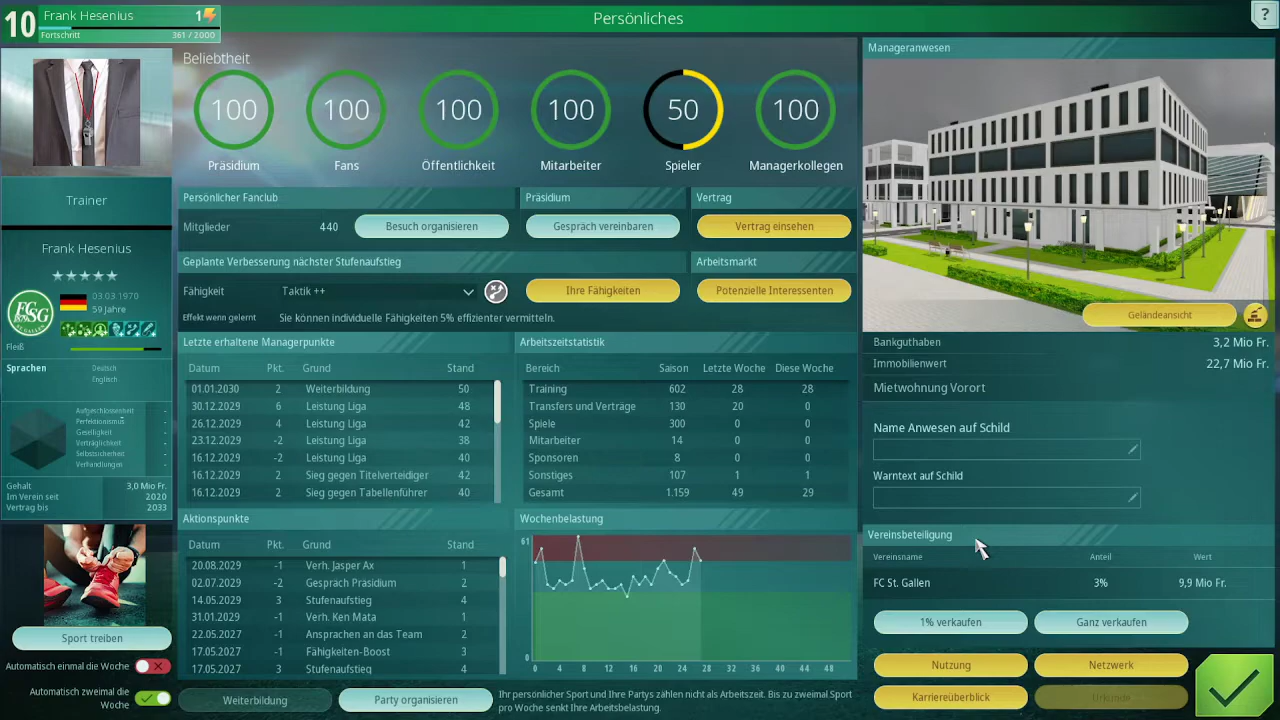 10
Frank Hesenius
1
Fortschritt
361 / 2000
Persönliches
?
Trainer
Frank Hesenius
03.03.1970
59 Jahre
Fleiß
Sprachen
Deutsch
Englisch
Aufgeschlossenheit -
Perfektionismus -
Geselligkeit -
Verträglichkeit -
Selbstsicherheit -
Verhandlungen -
Gehalt 3,0 Mio Fr.
Im Verein seit 2020
Vertrag bis 2033
Sport treiben
Automatisch einmal die Woche
Automatisch zweimal die
Woche
Beliebtheit
100 100 100 100 50 100
Präsidium Fans Öffentlichkeit Mitarbeiter Spieler Managerkollegen
Persönlicher Fanclub
Mitglieder 440
Besuch organisieren
Präsidium
Gespräch vereinbaren
Vertrag
Vertrag einsehen
Geplante Verbesserung nächster Stufenaufstieg
Fähigkeit Taktik ++
Ihre Fähigkeiten
Arbeitsmarkt
Potenzielle Interessenten
Effekt wenn gelernt Sie können individuelle Fähigkeiten 5% effizienter vermitteln.
Letzte erhaltene Managerpunkte
Datum Pkt. Grund Stand
01.01.2030 2 Weiterbildung 50
30.12.2029 6 Leistung Liga 48
26.12.2029 4 Leistung Liga 42
23.12.2029 -2 Leistung Liga 38
16.12.2029 -2 Leistung Liga 40
16.12.2029 2 Sieg gegen Titelverteidiger 42
16.12.2029 2 Sieg gegen Tabellenführer 40
Arbeitszeitstatistik
Bereich Saison Letzte Woche Diese Woche
Training 602 28 28
Transfers und Verträge 130 20 0
Spiele 300 0 0
Mitarbeiter 14 0 0
Sponsoren 8 0 0
Sonstiges 107 1 1
Gesamt 1.159 49 29
Aktionspunkte
Datum Pkt. Grund Stand
20.08.2029 -1 Verh. Jasper Ax 1
02.07.2029 -2 Gespräch Präsidium 2
14.05.2029 3 Stufenaufstieg 4
31.01.2029 -1 Verh. Ken Mata 1
22.05.2027 -1 Ansprachen an das Team 2
17.05.2027 -1 Fähigkeiten-Boost 3
17.05.2027 3 Stufenaufstieg 4
Wochenbelastung
61
0
0 4 8 12 16 20 24 28 32 36 40 44 48
Weiterbildung
Party organisieren
Ihr persönlicher Sport und Ihre Partys zählen nicht als Arbeitszeit. Bis zu zweimal Sport
pro Woche senkt Ihre Arbeitsbelastung.
Manageranwesen
Geländeansicht
Bankguthaben 3,2 Mio Fr.
Immobilienwert 22,7 Mio Fr.
Mietwohnung Vorort
Name Anwesen auf Schild
Warntext auf Schild
Vereinsbeteiligung
Vereinsname Anteil Wert
FC St. Gallen 3% 9,9 Mio Fr.
1% verkaufen
Ganz verkaufen
Nutzung
Netzwerk
Karriereüberblick
Urkunde